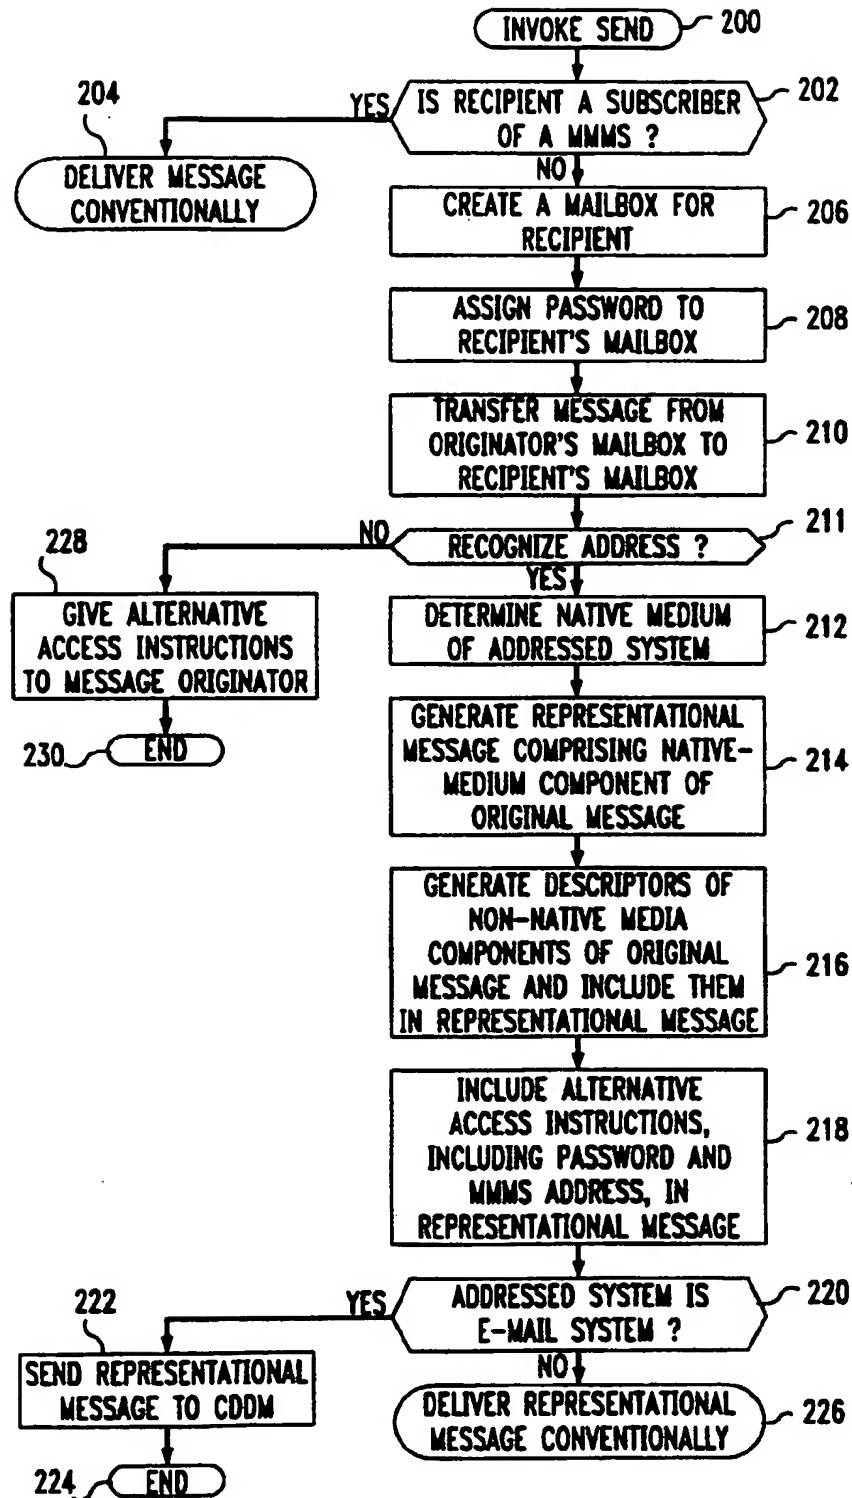 INVOKE SEND
200
IS RECIPIENT A SUBSCRIBER
OF A MMMS ?
202
YES
204
DELIVER MESSAGE
CONVENTIONALLY
NO
CREATE A MAILBOX FOR
RECIPIENT
206
ASSIGN PASSWORD TO
RECIPIENT'S MAILBOX
208
TRANSFER MESSAGE FROM
ORIGINATOR'S MAILBOX TO
RECIPIENT'S MAILBOX
210
RECOGNIZE ADDRESS ?
211
NO
228
GIVE ALTERNATIVE
ACCESS INSTRUCTIONS
TO MESSAGE ORIGINATOR
END
230
YES
DETERMINE NATIVE MEDIUM
OF ADDRESSED SYSTEM
212
GENERATE REPRESENTATIONAL
MESSAGE COMPRISING NATIVE-
MEDIUM COMPONENT OF
ORIGINAL MESSAGE
214
GENERATE DESCRIPTORS OF
NON-NATIVE MEDIA
COMPONENTS OF ORIGINAL
MESSAGE AND INCLUDE THEM
IN REPRESENTATIONAL MESSAGE
216
INCLUDE ALTERNATIVE
ACCESS INSTRUCTIONS,
INCLUDING PASSWORD AND
MMMS ADDRESS, IN
REPRESENTATIONAL MESSAGE
218
ADDRESSED SYSTEM IS
E-MAIL SYSTEM ?
220
YES
222
SEND REPRESENTATIONAL
MESSAGE TO CDDM
END
224
NO
DELIVER REPRESENTATIONAL
MESSAGE CONVENTIONALLY
226